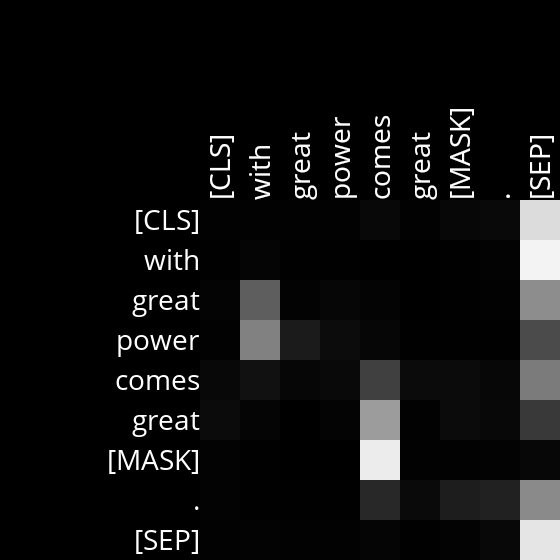 [CLS] with great power comes great [MASK] . [SEP]
[CLS]
with
great
power
comes
great
[MASK]
.
[SEP]